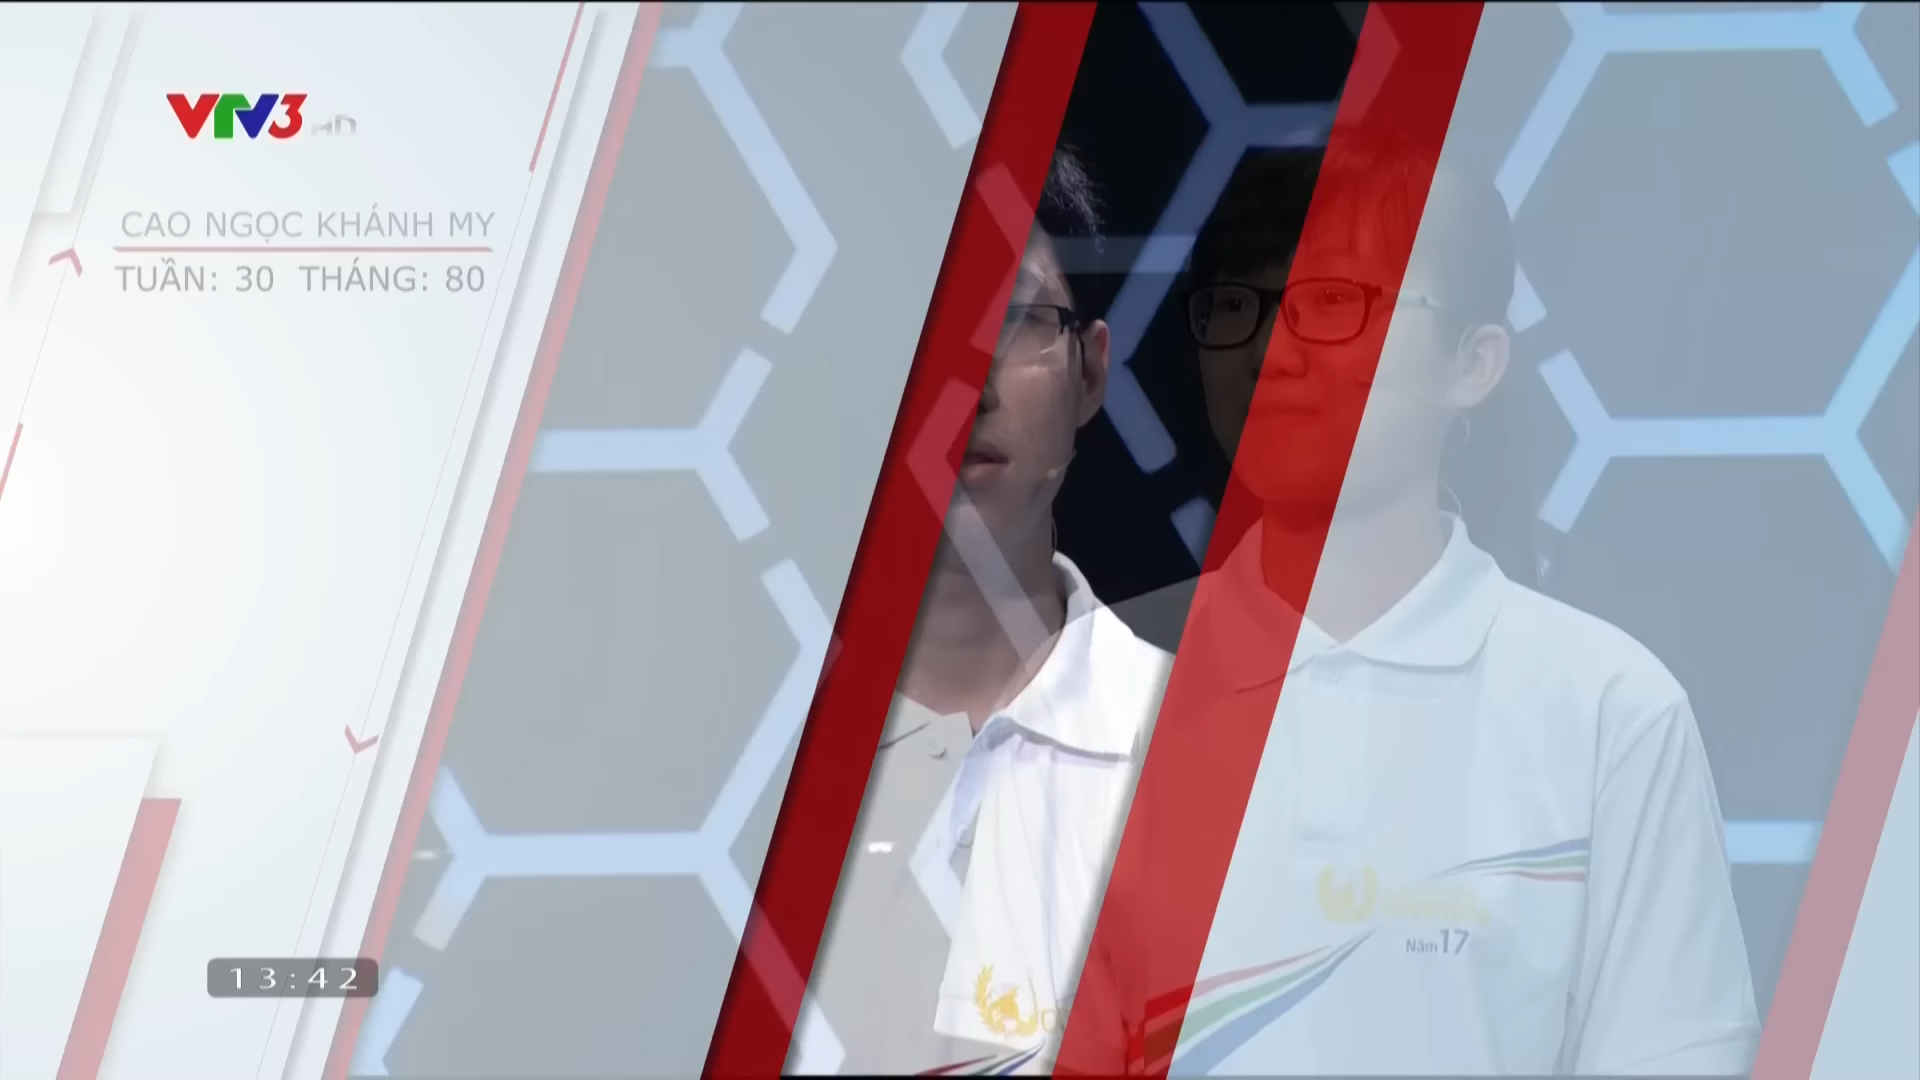 VTV3 HD
CAO NGỌC KHÁNH MY
TUẦN: 30 THÁNG: 80
Năm 17
13:42